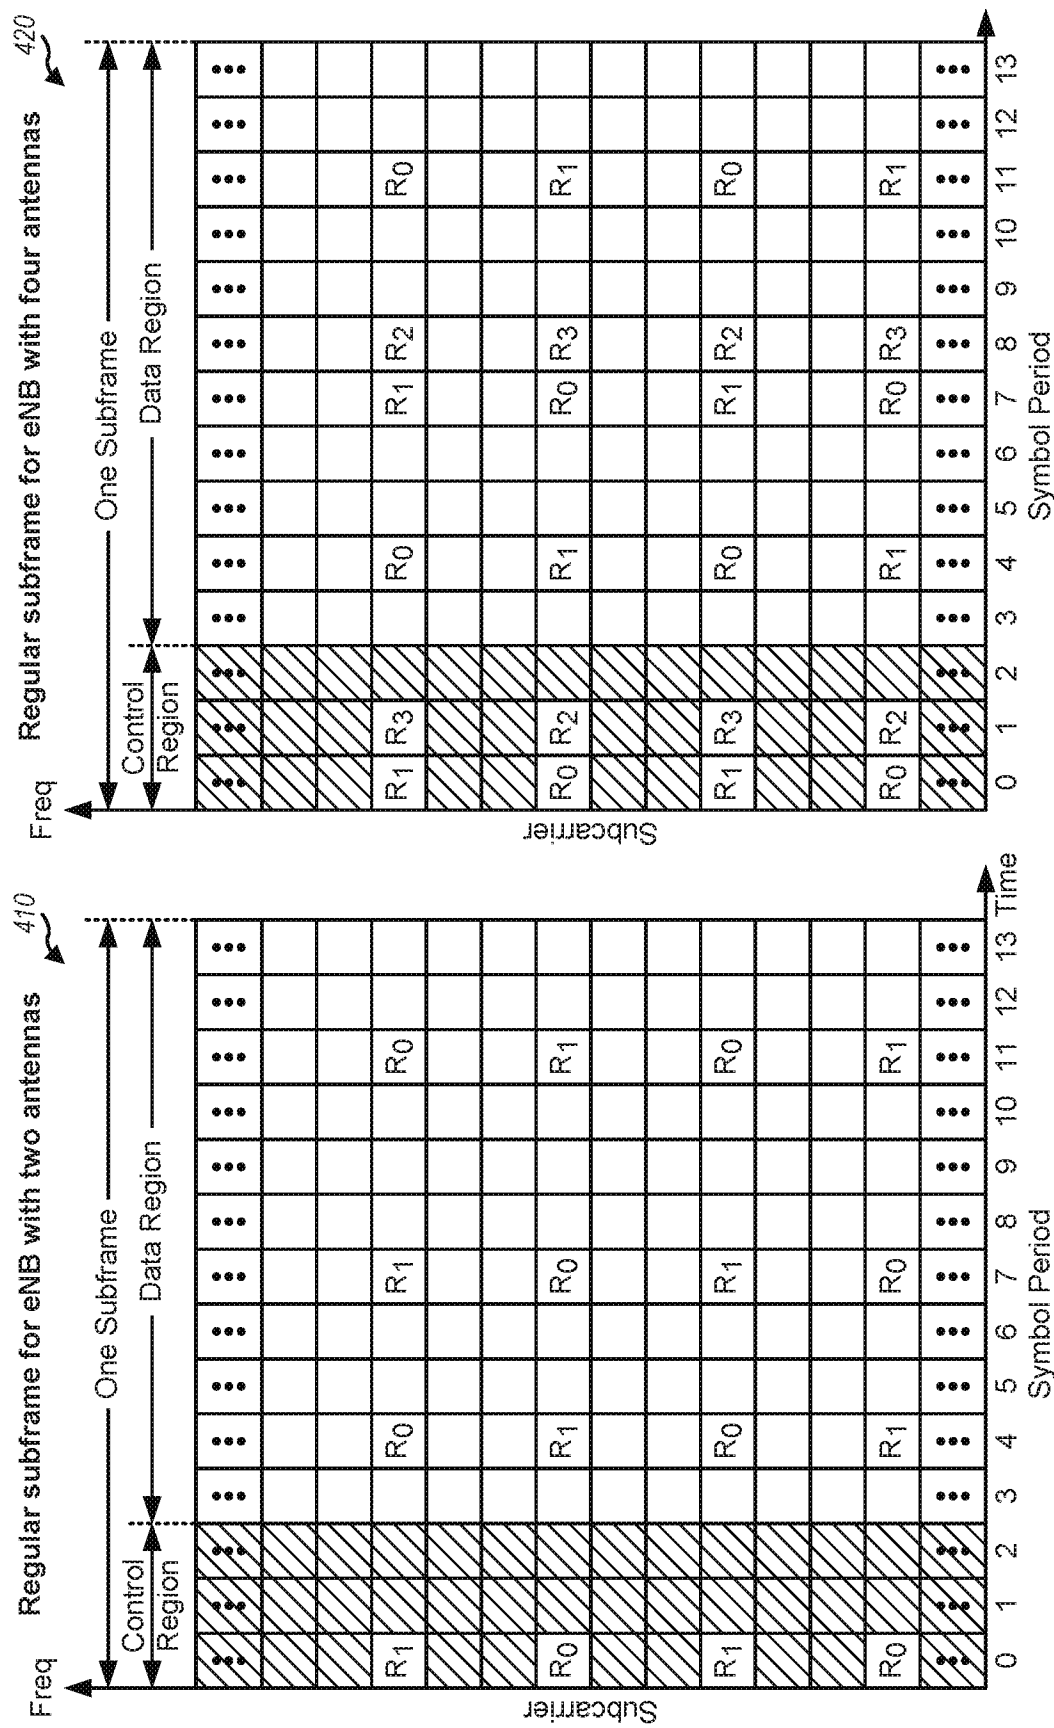 Regular subframe for eNB with two antennas
410
Freq
One Subframe
Control
Region
Data Region
Subcarrier
••• ••• ••• ••• ••• ••• ••• ••• ••• ••• ••• ••• ••• •••
R1 R0 R1 R0
R0 R1 R0 R1
R1 R0 R1 R0
R0 R1 R0 R1
••• ••• ••• ••• ••• ••• ••• ••• ••• ••• ••• ••• ••• •••
0 1 2 3 4 5 6 7 8 9 10 11 12 13 Time
Symbol Period
Regular subframe for eNB with four antennas
420
Freq
One Subframe
Control
Region
Data Region
Subcarrier
••• ••• ••• ••• ••• ••• ••• ••• ••• ••• ••• ••• ••• •••
R1 R3 R0 R1 R2 R0
R0 R2 R1 R0 R3 R1
R1 R3 R0 R1 R2 R0
R0 R2 R1 R0 R3 R1
••• ••• ••• ••• ••• ••• ••• ••• ••• ••• ••• ••• ••• •••
0 1 2 3 4 5 6 7 8 9 10 11 12 13
Symbol Period